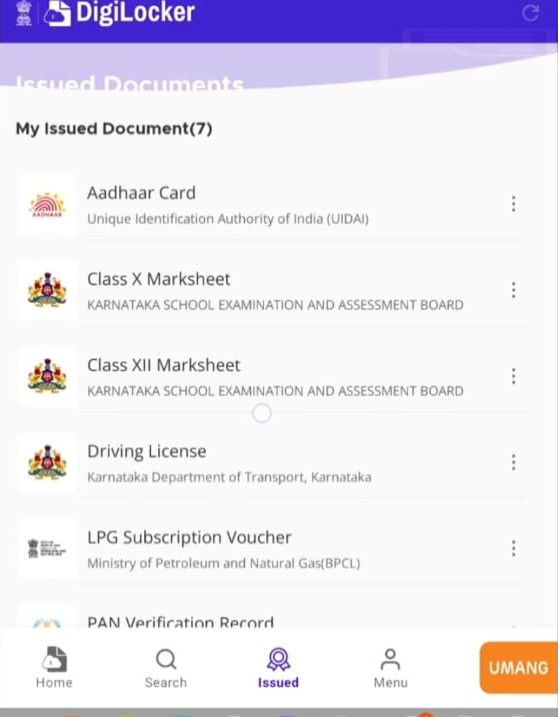 DigiLocker
Issued Documents
My Issued Document(7)
Aadhaar Card
Unique Identification Authority of India (UIDAI)
AADHAAR
Class X Marksheet
KARNATAKA SCHOOL EXAMINATION AND ASSESSMENT BOARD
Class XII Marksheet
KARNATAKA SCHOOL EXAMINATION AND ASSESSMENT BOARD
Driving License
Karnataka Department of Transport, Karnataka
LPG Subscription Voucher
Ministry of Petroleum and Natural Gas(BPCL)
PAN Verification Record
Home
Search
Issued
Menu
UMANG